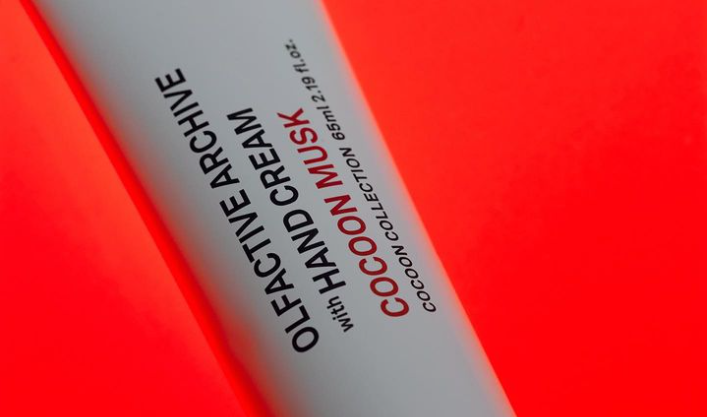 OLFACTIVE ARCHIVE
with HAND CREAM
COCOON MUSK
COCOON COLLECTION 65ml 2.19 fl.oz.